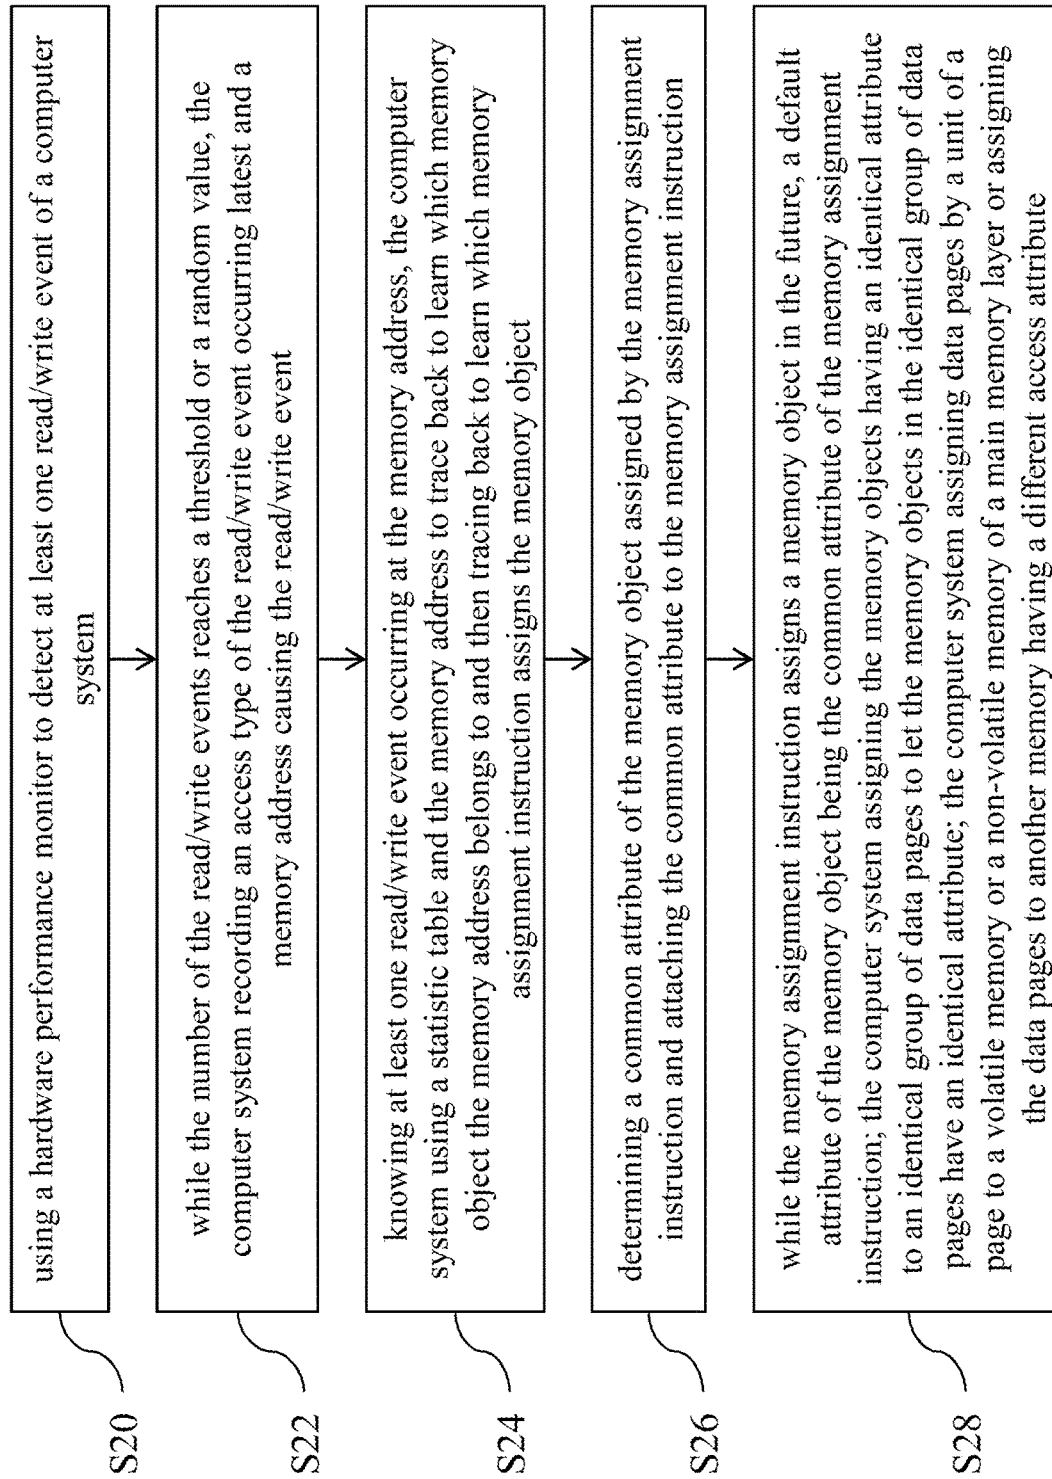 S20
using a hardware performance monitor to detect at least one read/write event of a computer
system
S22
while the number of the read/write events reaches a threshold or a random value, the
computer system recording an access type of the read/write event occurring latest and a
memory address causing the read/write event
S24
knowing at least one read/write event occurring at the memory address, the computer
system using a statistic table and the memory address to trace back to learn which memory
object the memory address belongs to and then tracing back to learn which memory
assignment instruction assigns the memory object
S26
determining a common attribute of the memory object assigned by the memory assignment
instruction and attaching the common attribute to the memory assignment instruction
S28
while the memory assignment instruction assigns a memory object in the future, a default
attribute of the memory object being the common attribute of the memory assignment
instruction; the computer system assigning the memory objects having an identical attribute
to an identical group of data pages to let the memory objects in the identical group of data
pages have an identical attribute; the computer system assigning data pages by a unit of a
page to a volatile memory or a non-volatile memory of a main memory layer or assigning
the data pages to another memory having a different access attribute